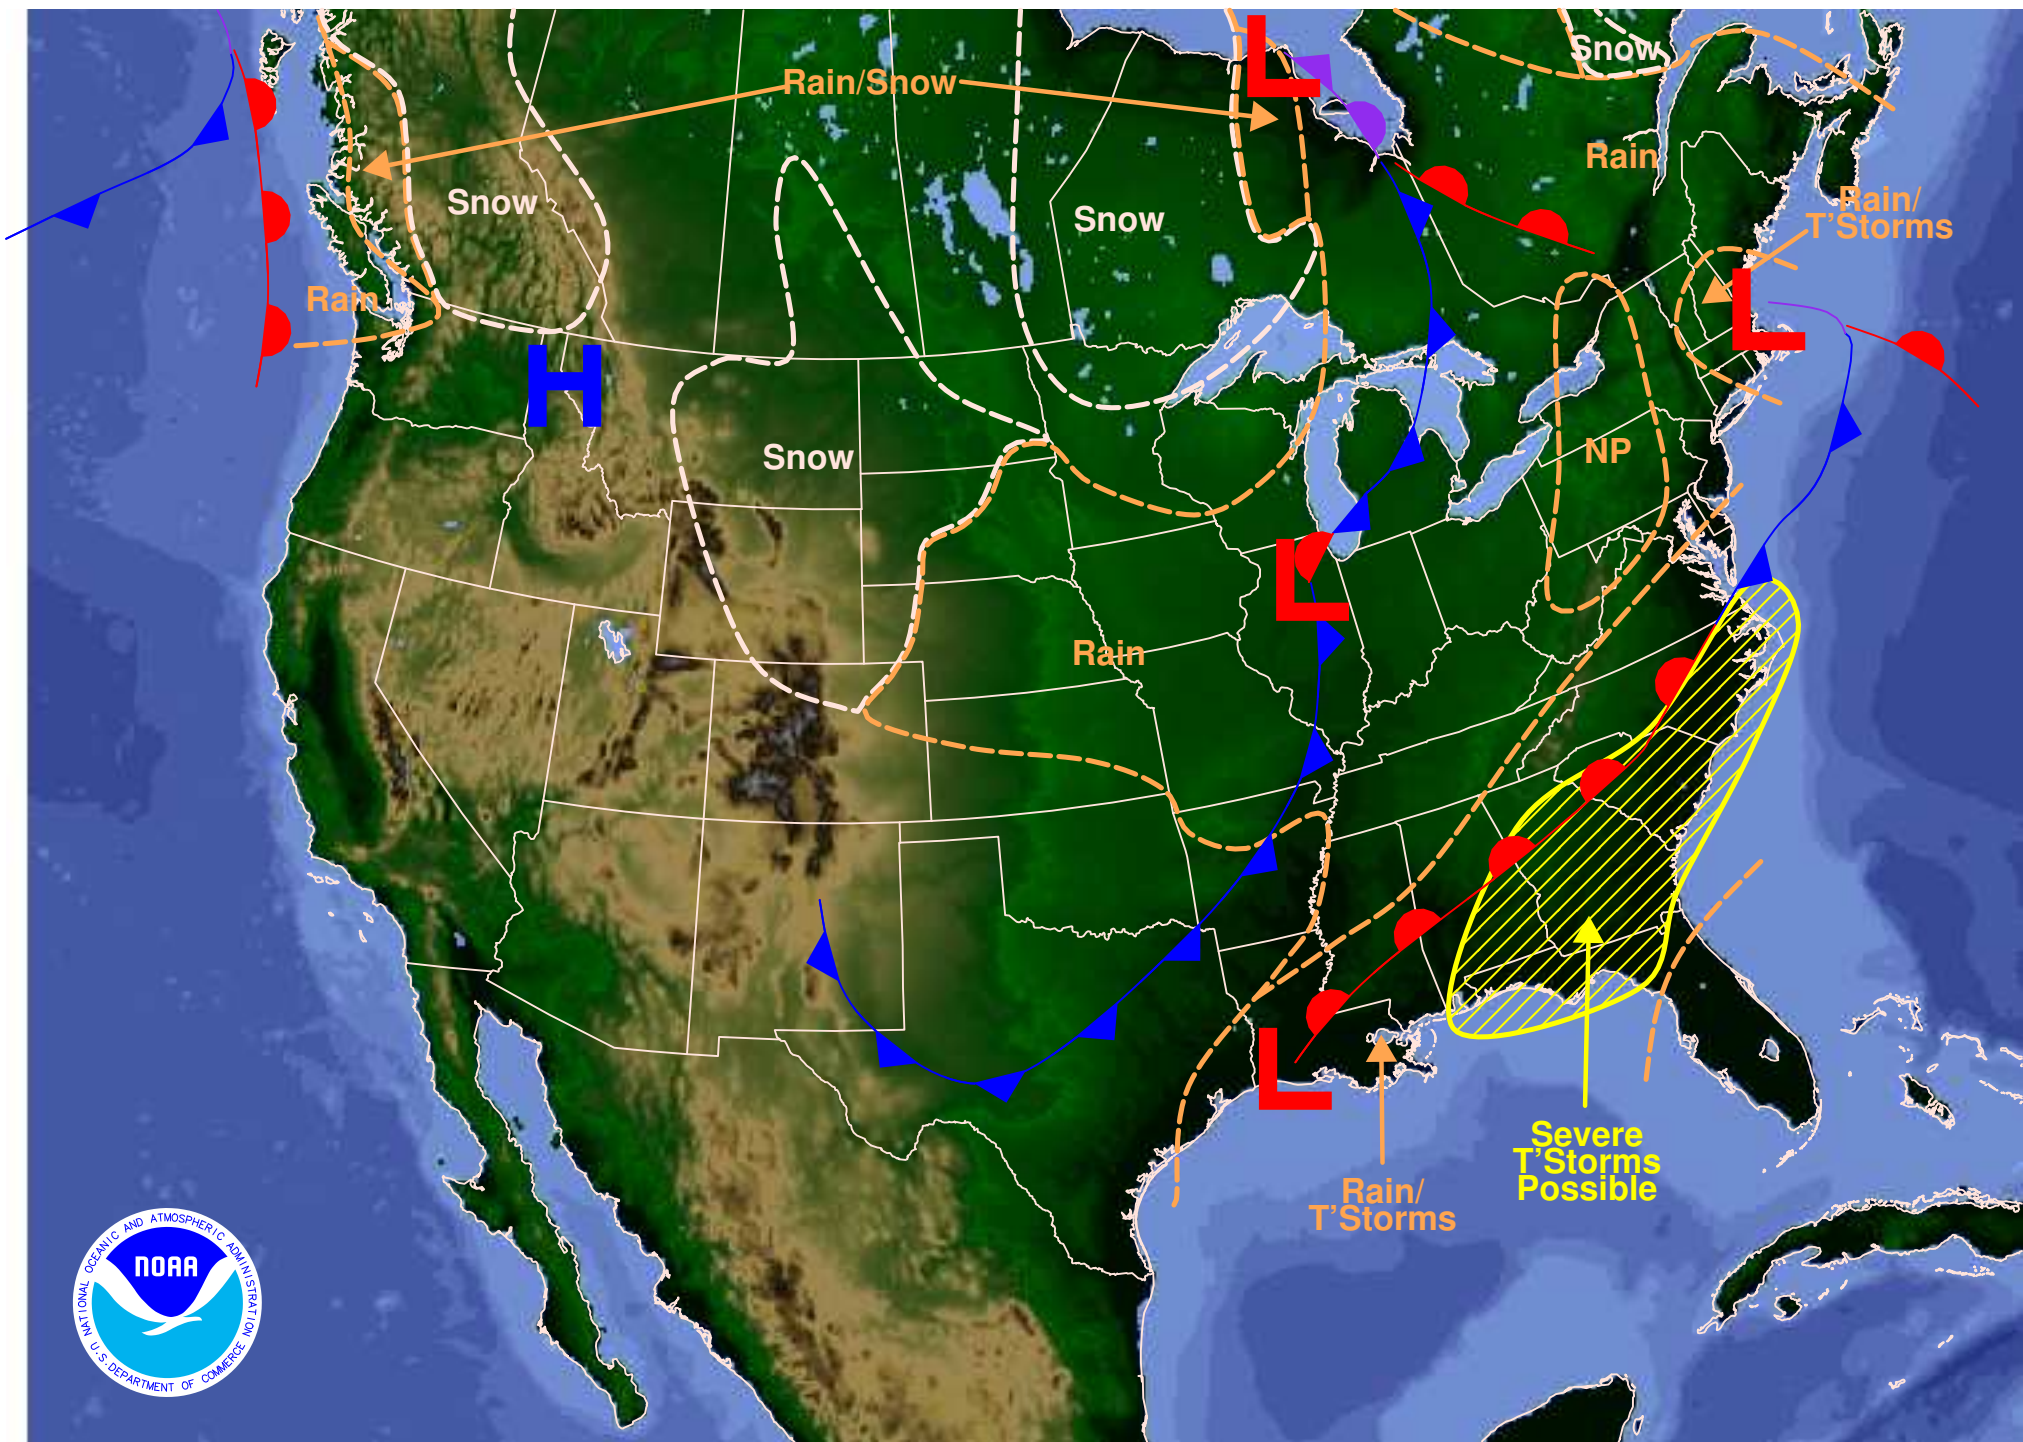 L
Snow
Rain/Snow
Snow
Rain
Rain/
T'Storms
Snow
Rain
L
H
NP
Snow
L
Rain
L
Severe
T'Storms
Possible
Rain/
T'Storms
NATIONAL OCEANIC AND ATMOSPHERIC ADMINISTRATION
NOAA
U.S. DEPARTMENT OF COMMERCE